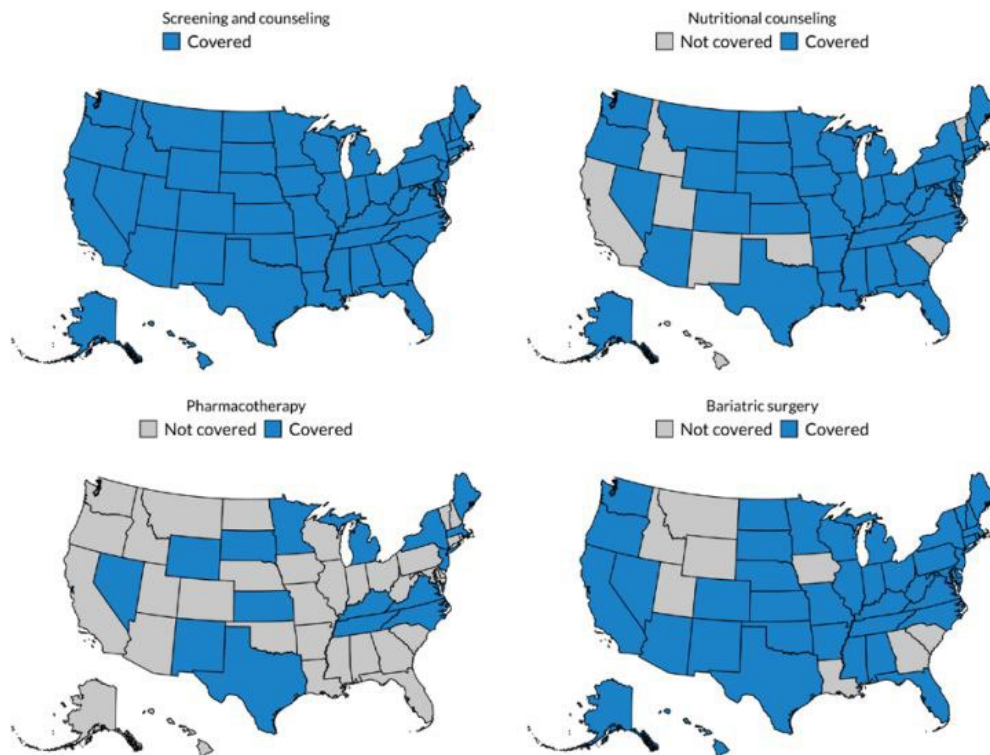 Screening and counseling
Covered
Nutritional counseling
Not covered Covered
Pharmacotherapy
Not covered Covered
Bariatric surgery
Not covered Covered